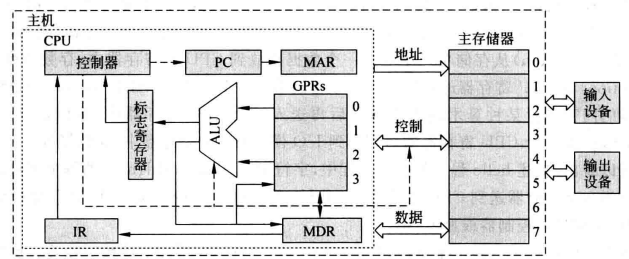 主机
CPU
控制器
PC
MAR
标志寄存器
ALU
GPRs
0
1
2
3
IR
MDR
地址
控制
数据
主存储器
0
1
2
3
4
5
6
7
输入
设备
输出
设备